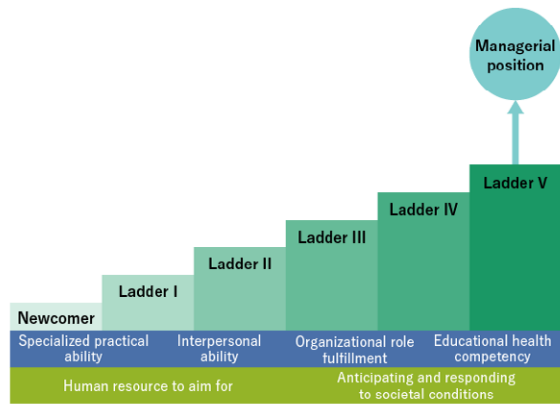 Managerial
position
Ladder V
Ladder IV
Ladder III
Ladder II
Ladder I
Newcomer
Specialized practical
ability
Interpersonal
ability
Organizational role
fulfillment
Educational health
competency
Human resource to aim for
Anticipating and responding
to societal conditions